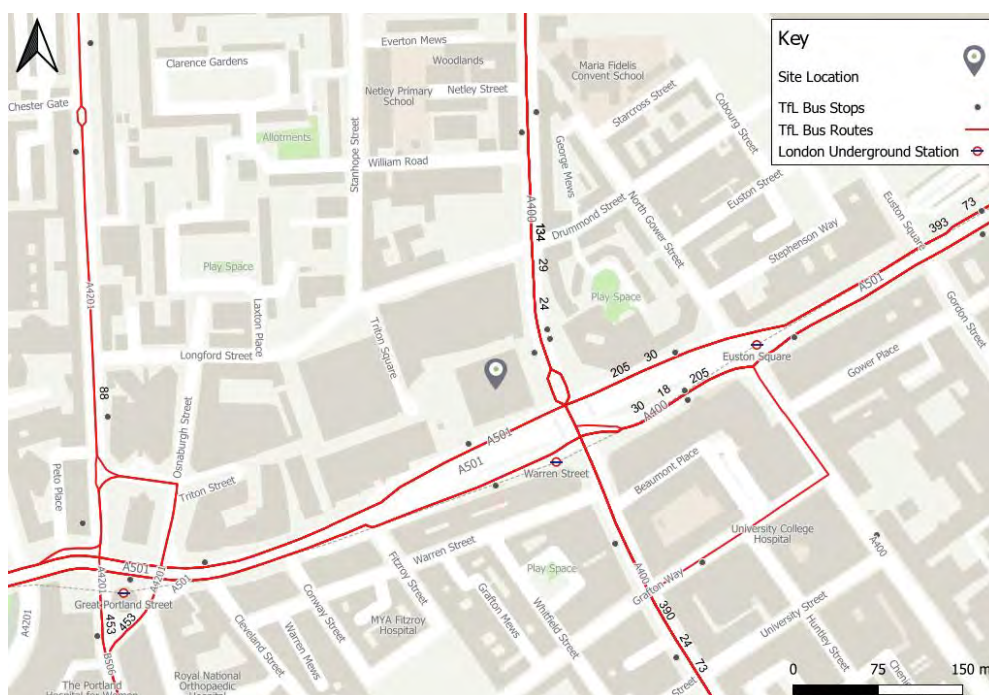 Key
Site Location
TfL Bus Stops
TfL Bus Routes
London Underground Station
Everton Mews
Woodlands
Clarence Gardens
Maria Fidelis
Convent School
Netley Primary
School
Netley Street
Chester Gate
Starcross Street
Cobourg Street
Allotments
Stanhope Street
William Road
George Mews
A400
Drummond Street
North Gower Street
Euston Street
Stephenson Way
Euston Square
393
73
134
29
24
A501
Play Space
Play Space
A4201
Laxton Place
Longford Street
Triton Square
Gordon Street
Gower Place
205
30
Euston Square
88
Osnaburgh Street
30
18
205
A400
A501
A501
Peto Place
Triton Street
Warren Street
Beaumont Place
University College
Hospital
A400
Warren Street
Fitzroy Street
Play Space
A400
Grafton Way
A501
A4201
A4201
A501
Great Portland Street
A4201
453
453
B506
Conway Street
Cleveland Street
Warren Mews
MYA Fitzroy
Hospital
Grafton Mews
Whitfield Street
390
24
73
University Street
Huntley Street
Royal National
Orthopaedic
The Portland
Street
0
75
150 m